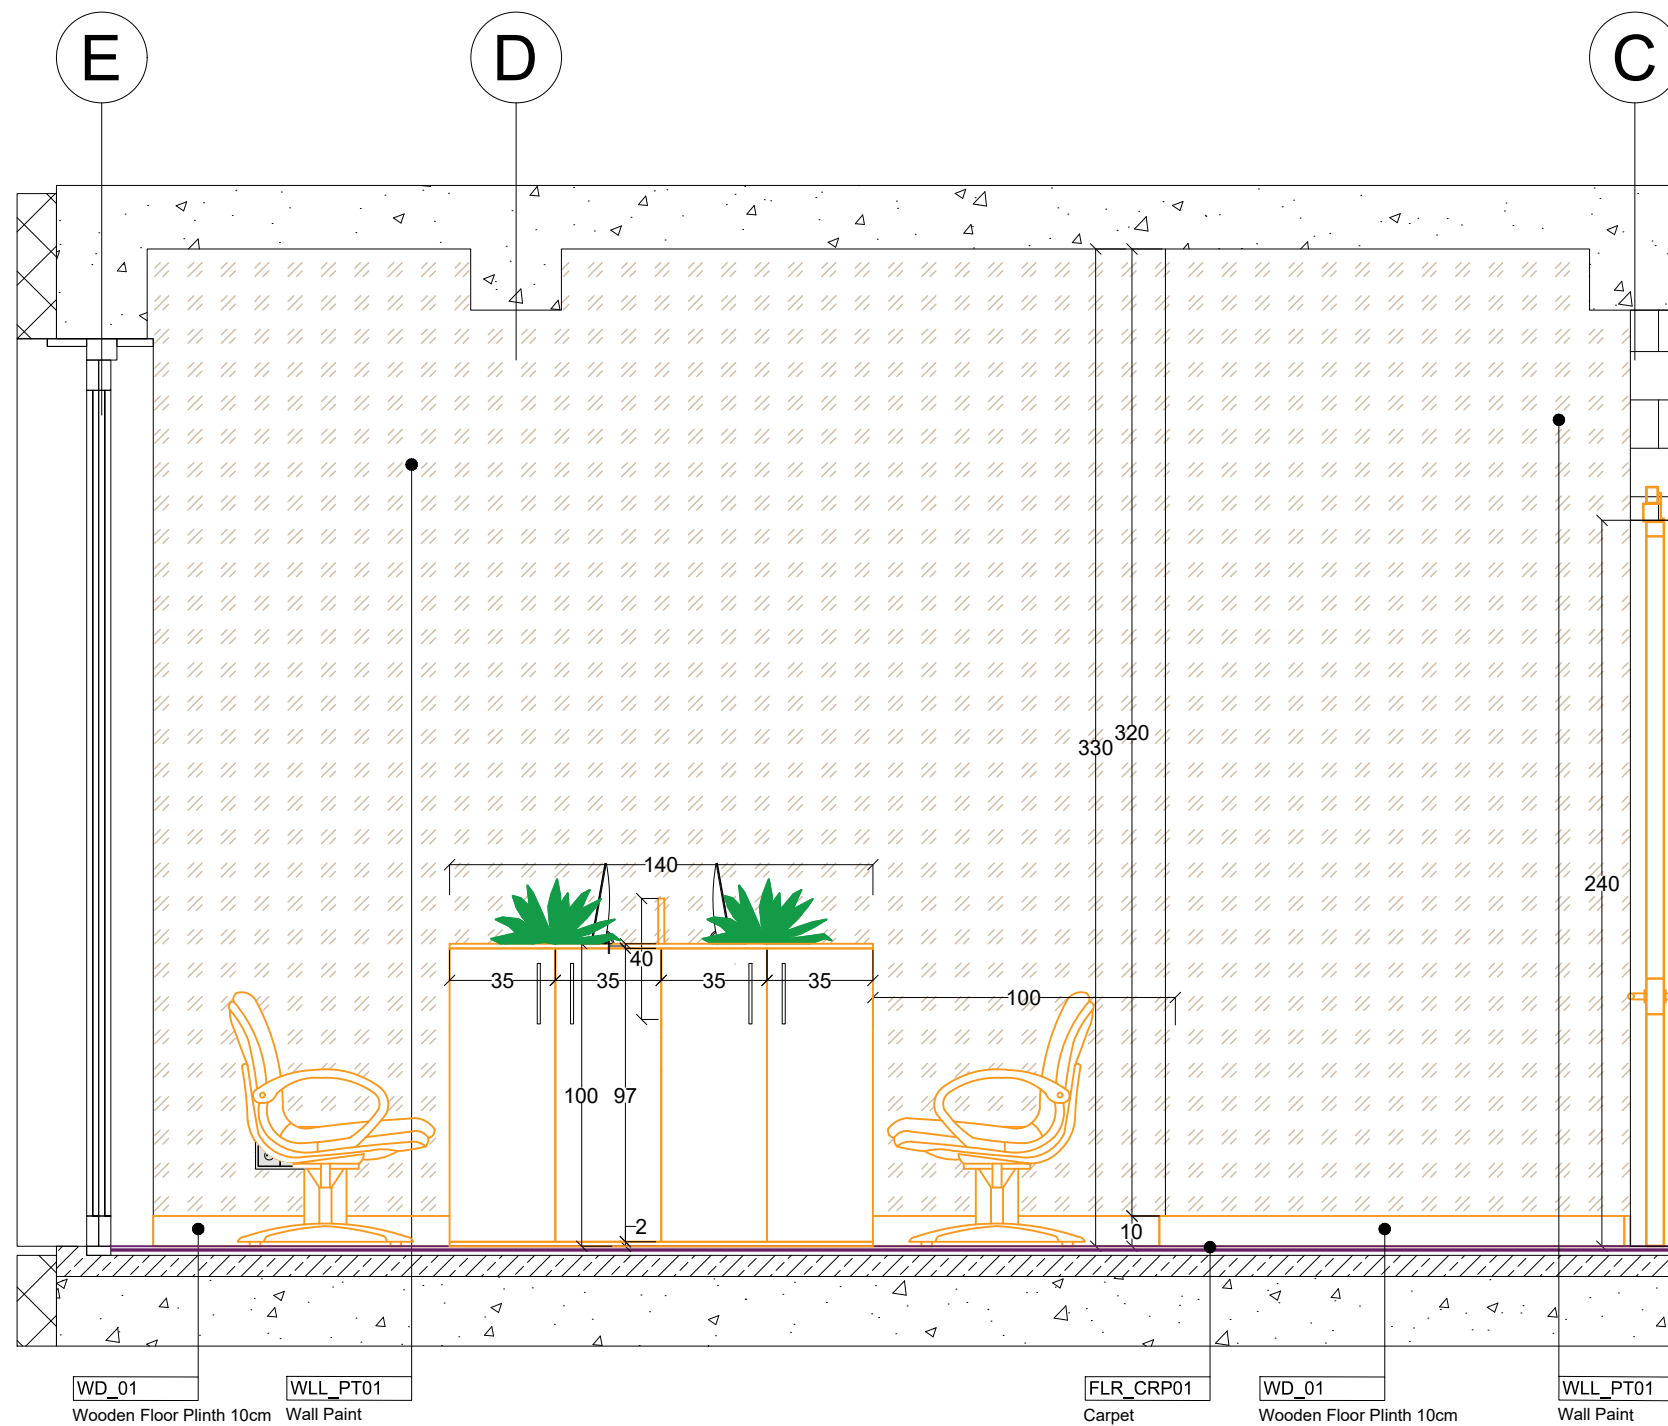 E
D
C
330
320
240
140
40
35
35
35
35
100
100
97
2
10
WD_01
Wooden Floor Plinth 10cm
WLL_PT01
Wall Paint
FLR_CRP01
Carpet
WD_01
Wooden Floor Plinth 10cm
WLL_PT01
Wall Paint